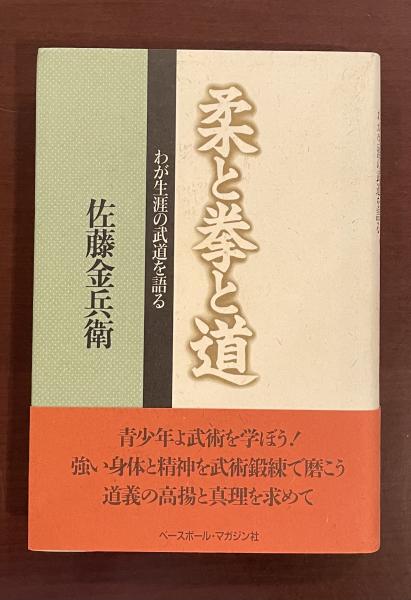 柔と拳と道
わが生涯の武道を語る
佐藤金兵衛
青少年よ武術を学ぼう!
強い身体と精神を武術鍛練で磨こう
道義の高揚と真理を求めて
ベースボール・マガジン社